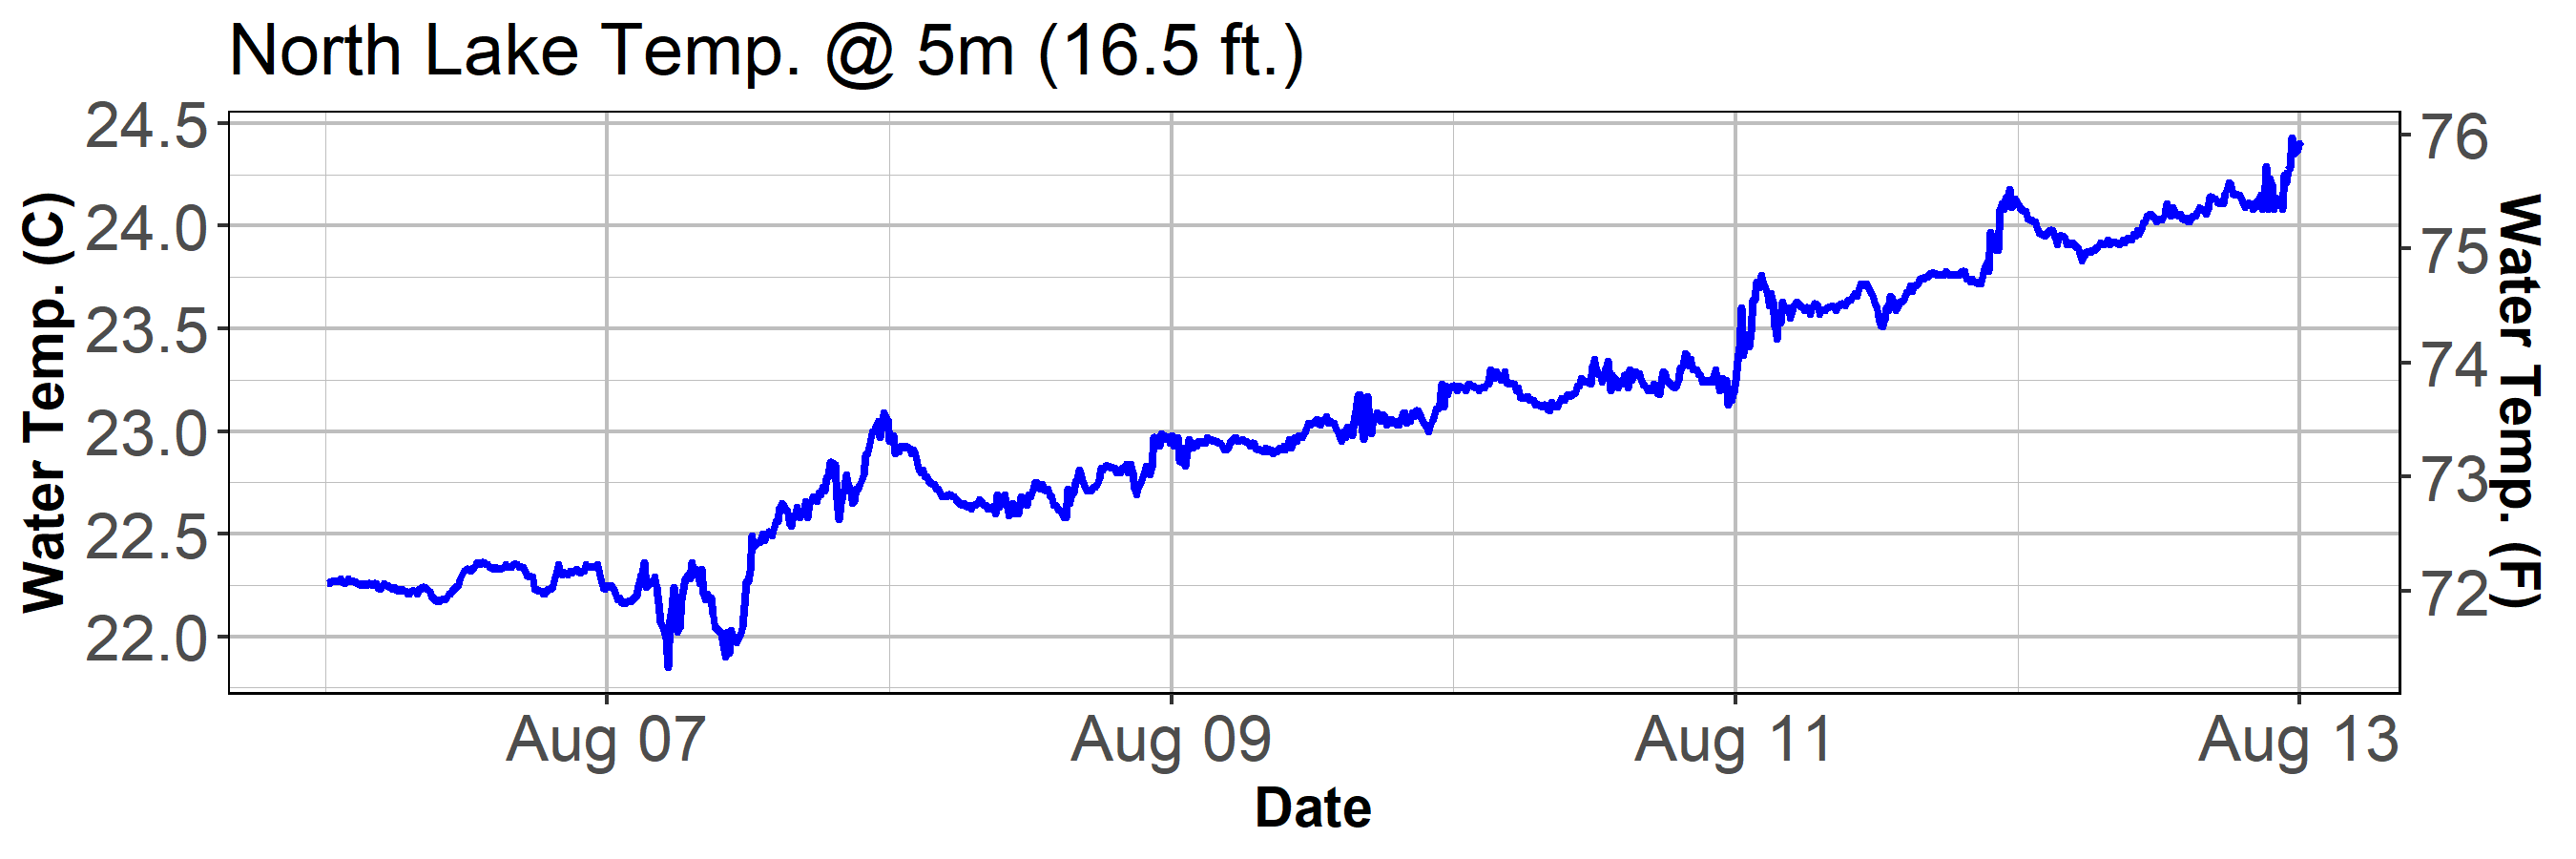 North Lake Temp. @ 5m (16.5 ft.)
Water Temp. (C)
24.5
24.0
23.5
23.0
22.5
22.0
76
75
74
73
72
Water Temp. (F)
Aug 07
Aug 09
Aug 11
Aug 13
Date